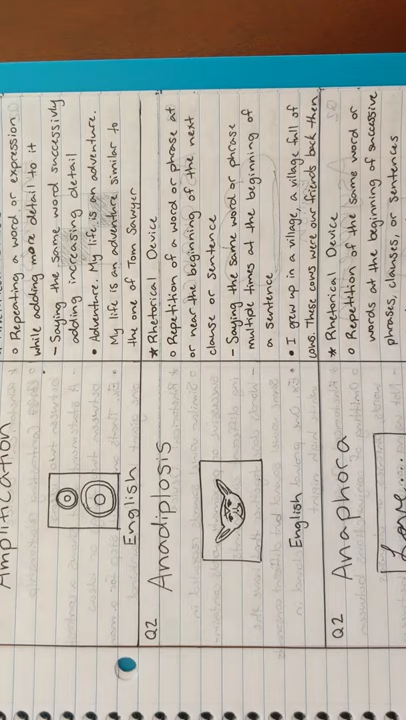 Amplification
English
o Repeating a word or expression
while adding more detail to it
- Saying the same word successivly
adding increasing detail
• Adventure. My life is an adventure.
My life is an adventure similar to
the one of Tom Sawyer
Q2
Anadiplosis
English
* Rhetorical Device
o Repetition of a word or phrase at
or near the beginning of the next
clause or sentence
- Saying the same word or phrase
multiple times at the beginning of
a sentence
• I grew up in a village, a village full of
cows. These cows were our friends back then
Q2
Anaphora
Love...
* Rhetorical Device
o Repetition of the same word or
words at the beginning of successive
phrases, clauses, or sentences